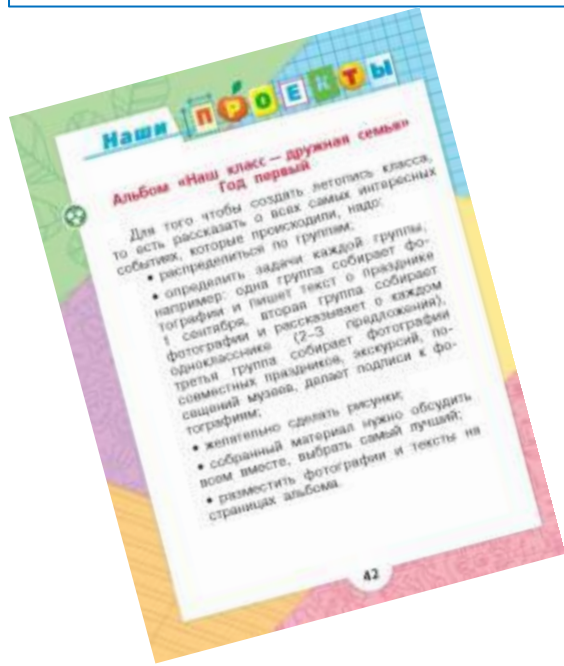 Наши ПРОЕКТЫ
Альбом «Наш класс — дружная семья»
Год первый
Для того чтобы создать летопись класса,
то есть рассказать о всех самых интересных
событиях, которые происходили, надо:
• распределиться по группам;
• определить задачи каждой группы,
например: одна группа собирает фо-
тографии и пишет текст о празднике
1 сентября, вторая группа собирает
фотографии и рассказывает о каждом
однокласснике (2–3 предложения),
третья группа собирает фотографии
совместных праздников, экскурсий, по-
сещений музеев, делает подписи к фо-
тографиям;
• желательно сделать рисунки;
• собранный материал нужно обсудить
всем вместе, выбрать самый лучший;
• разместить фотографии и тексты на
страницах альбома.
42